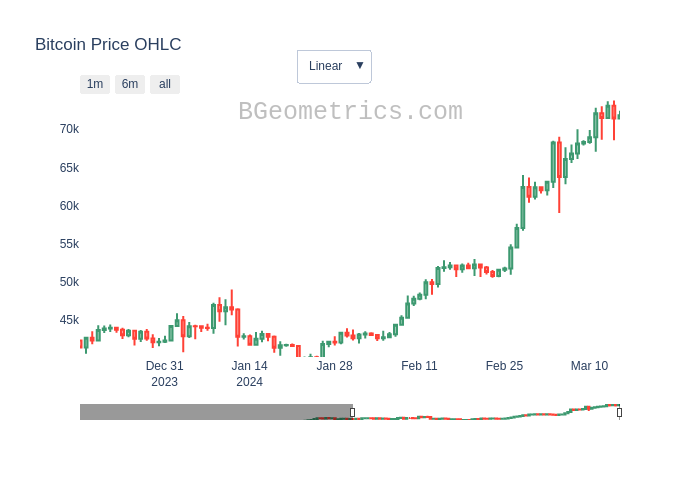 Bitcoin Price OHLC
Linear ▼
1m 6m all
BGeometrics.com
70k
65k
60k
55k
50k
45k
Dec 31 Jan 14 Jan 28 Feb 11 Feb 25 Mar 10
2023 2024